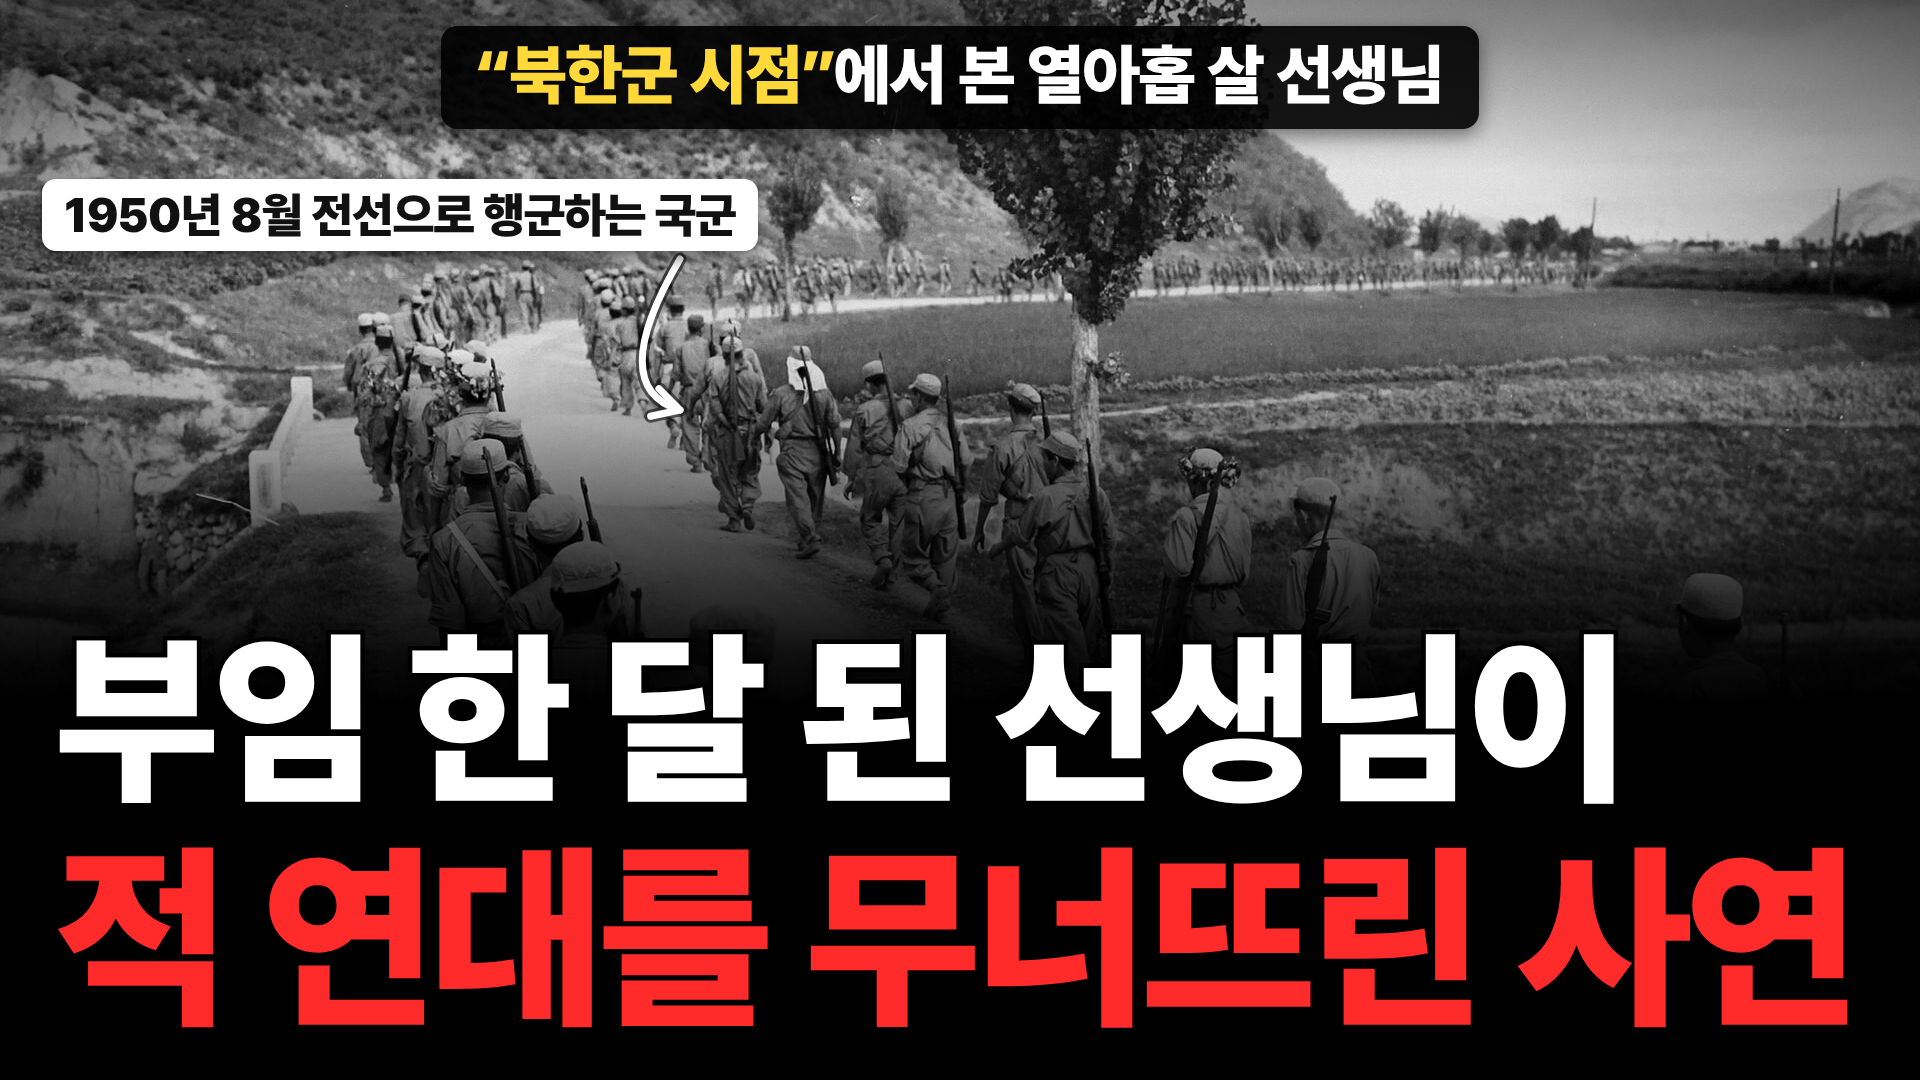 “북한군 시점”에서 본 열아홉 살 선생님
1950년 8월 전선으로 행군하는 국군
부임 한 달 된 선생님이
적 연대를 무너뜨린 사연